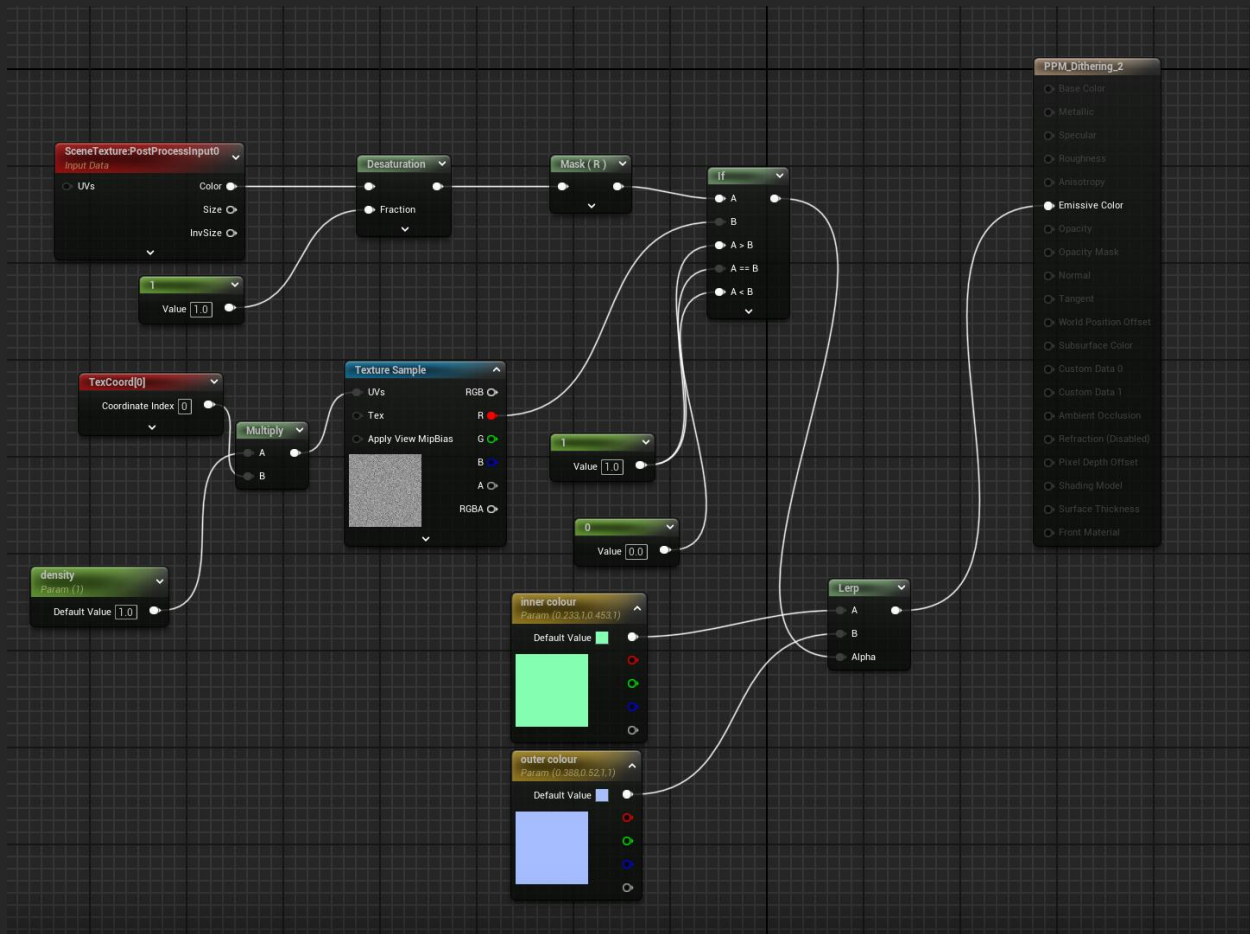 PPM_Dithering_2
Base Color
Metallic
Specular
Roughness
Anisotropy
Emissive Color
Opacity
Opacity Mask
Normal
Tangent
World Position Offset
Subsurface Color
Custom Data 0
Custom Data 1
Ambient Occlusion
Refraction (Disabled)
Pixel Depth Offset
Shading Model
Surface Thickness
Front Material
SceneTexture:PostProcessInput0
Input Data
UVs Color
Size
InvSize
1
Value 1.0
Desaturation
Fraction
Mask ( R )
If
A
B
A > B
A == B
A < B
TexCoord[0]
Coordinate Index 0
Multiply
A
B
Texture Sample
UVs RGB
Tex R
Apply View MipBias G
B
A
RGBA
1
Value 1.0
0
Value 0.0
density
Param (1)
Default Value 1.0
inner colour
Param (0.233,1,0.453,1)
Default Value
outer colour
Param (0.388,0.52,1,1)
Default Value
Lerp
A
B
Alpha